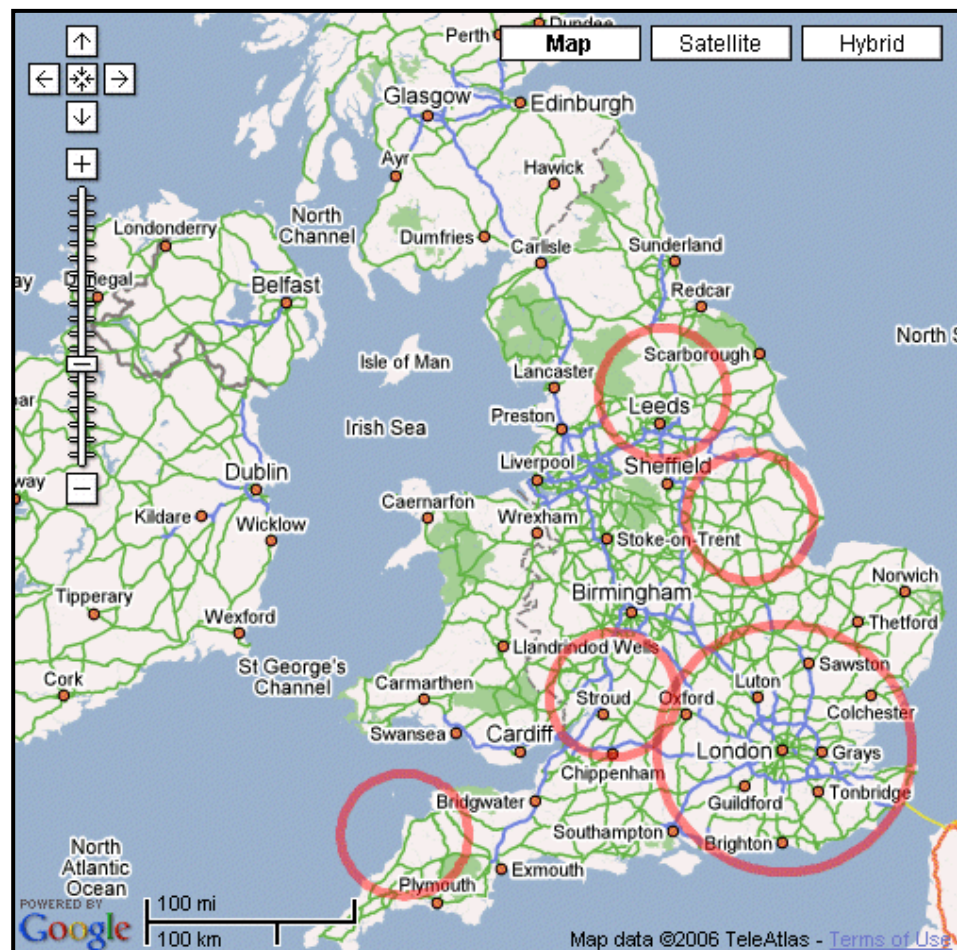 Perth
Dundee
Map
Satellite
Hybrid
Glasgow
Edinburgh
Ayr
Hawick
North
Channel
Londonderry
Dumfries
Carlisle
Sunderland
Donegal
Belfast
Redcar
North S
Isle of Man
Scarborough
Lancaster
Leeds
Preston
Irish Sea
Liverpool
Sheffield
Dublin
Caernarfon
Kildare
Wicklow
Wrexham
Stoke-on-Trent
Norwich
Tipperary
Birmingham
Wexford
Thetford
Llandrindod Wells
St George's
Channel
Sawston
Cork
Carmarthen
Stroud
Oxford
Luton
Colchester
Swansea
Cardiff
London
Grays
Chippenham
Bridgwater
Guildford
Tonbridge
Southampton
Brighton
North
Atlantic
Ocean
Plymouth
Exmouth
POWERED BY
Google
100 mi
100 km
Map data ©2006 TeleAtlas - Terms of Use